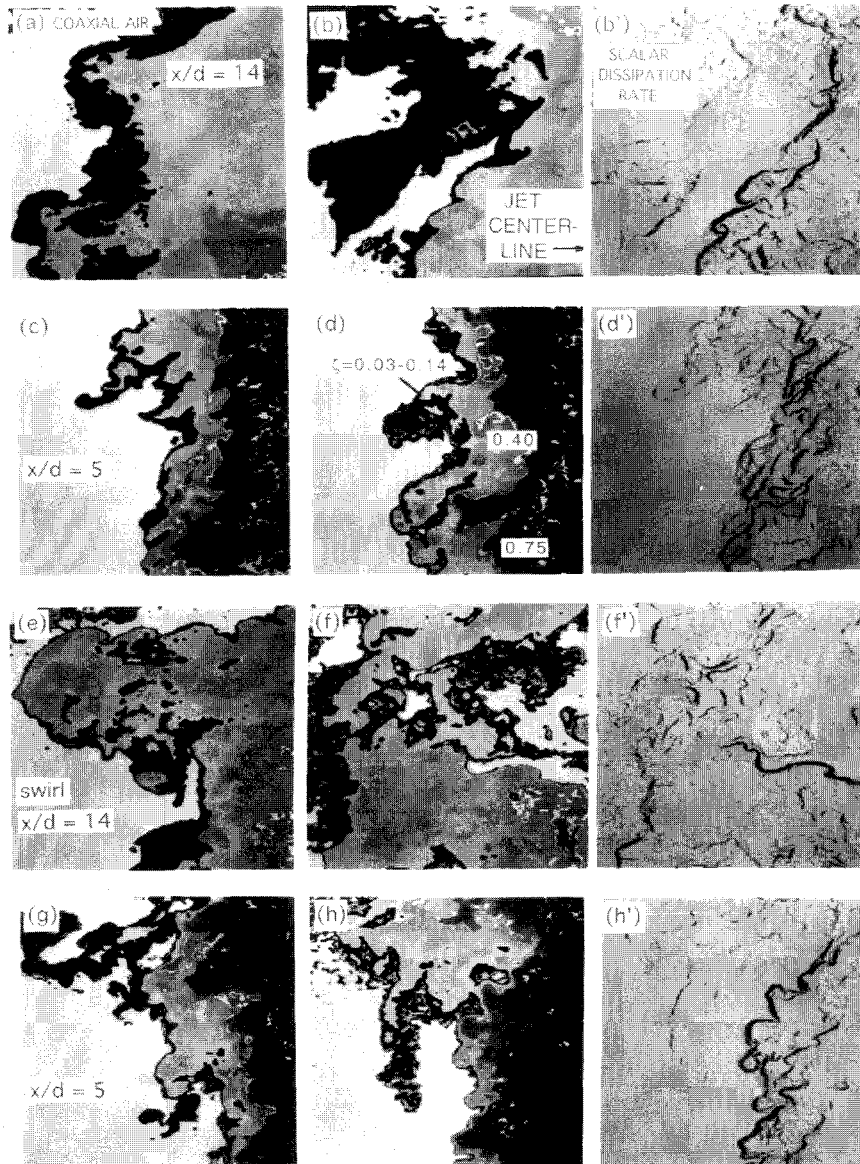 (a) COAXIAL AIR
x/d = 14
(b)
JET
CENTER-
LINE
(b')
SCALAR
DISSIPATION
RATE
(c)
x/d = 5
(d)
ζ=0.03-0.14
0.40
0.75
(d')
(e)
swirl
x/d = 14
(f)
(f')
(g)
x/d = 5
(h)
(h')